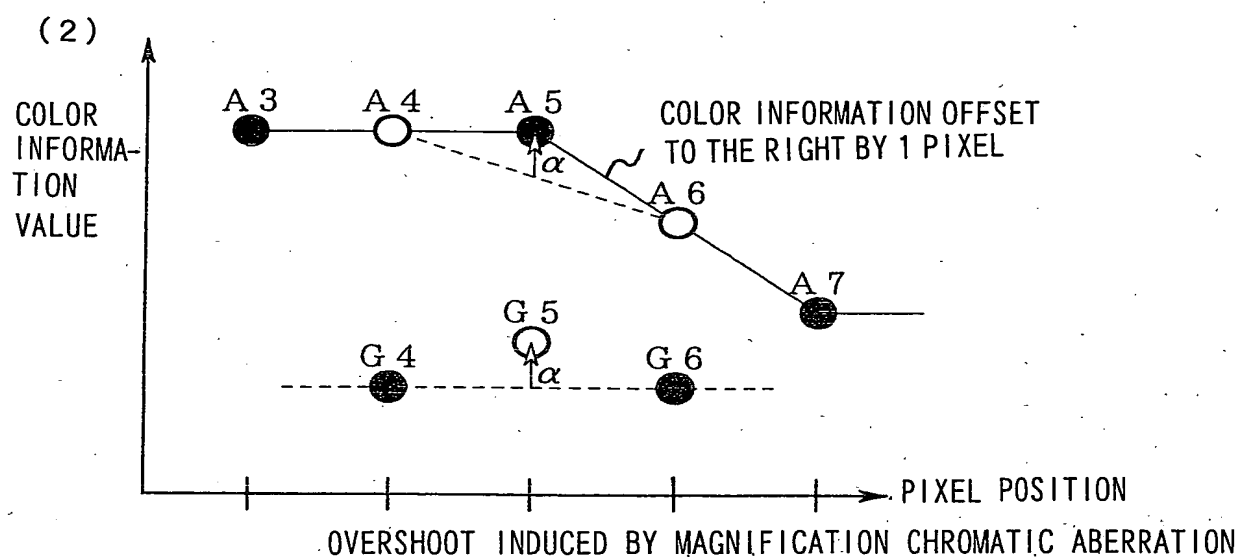 (2)
COLOR
INFORMA-
TION
VALUE
A 3
A 4
A 5
COLOR INFORMATION OFFSET
TO THE RIGHT BY 1 PIXEL
α
A 6
A 7
G 5
G 4
α
G 6
PIXEL POSITION
OVERSHOOT INDUCED BY MAGNIFICATION CHROMATIC ABERRATION